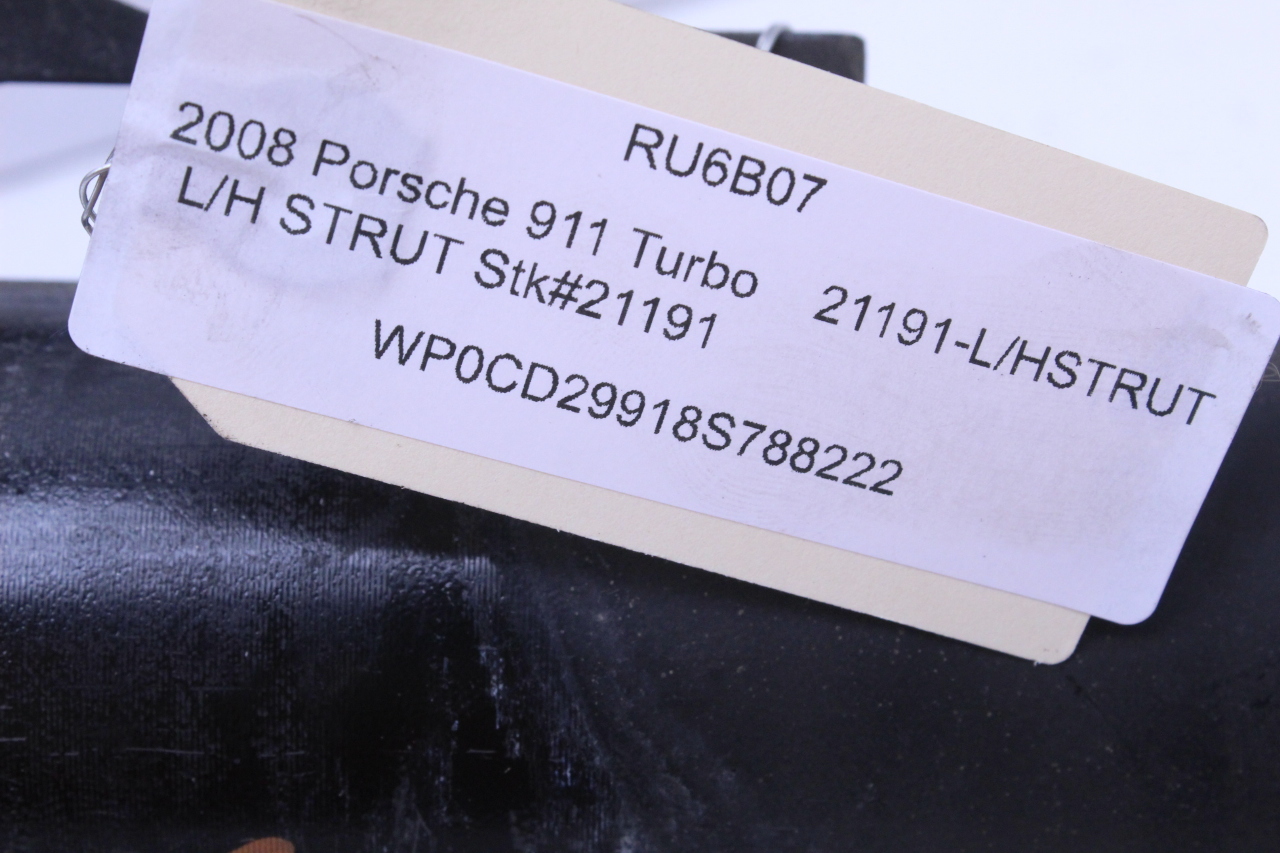 RU6B07
2008 Porsche 911 Turbo 21191-L/HSTRUT
L/H STRUT Stk#21191
WP0CD29918S788222